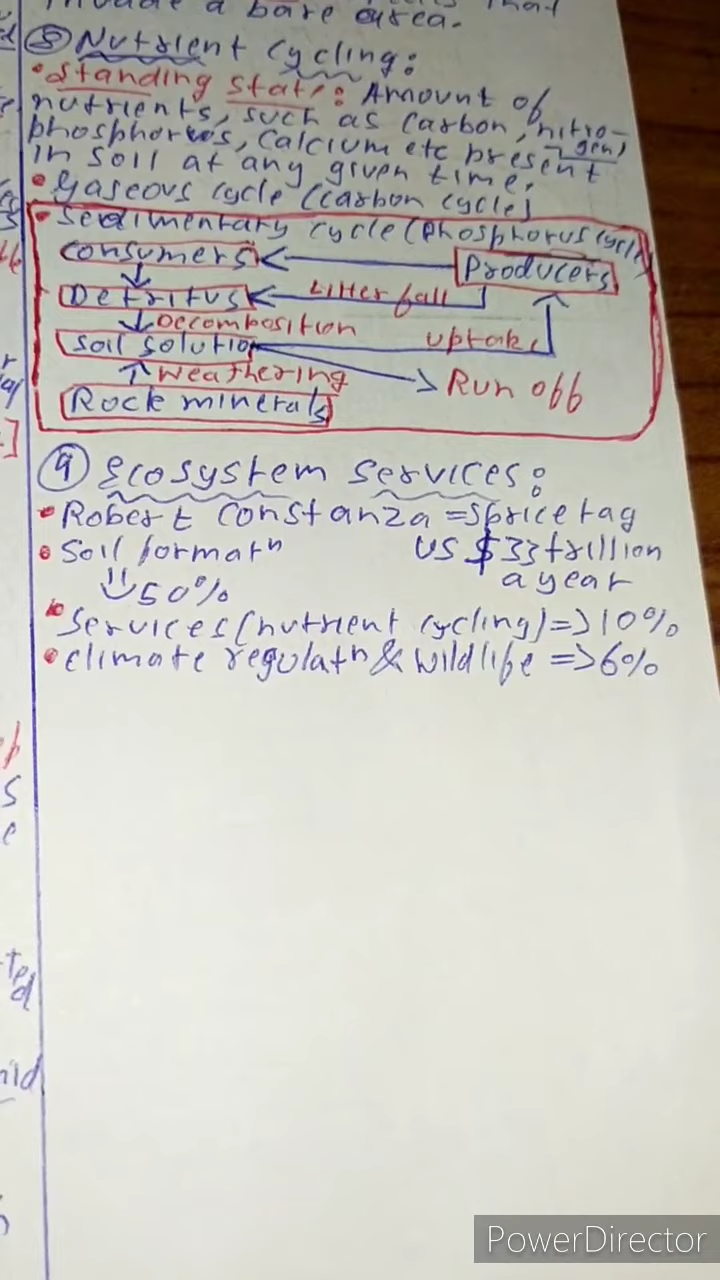 invade a bare area.
⑧ Nutrient Cycling:
• Standing state: Amount of
nutrients, such as Carbon, nitro-
gen,
phosphorus, Calcium etc present
in soil at any given time.
• Gaseous cycle (carbon cycle)
• Sedimentary cycle (Phosphorus cycle)
Consumers
Producers
Detritus
Litter fall
Decomposition
Soil solution
uptake
Weathering
Run off
Rock minerals
⑨ Ecosystem services:
• Robert Constanza = $price tag
• Soil formatⁿ
US $33 trillion
a year
50%
• Services (nutrient cycling) => 10%
• climate regulatⁿ & wildlife => 6%
PowerDirector